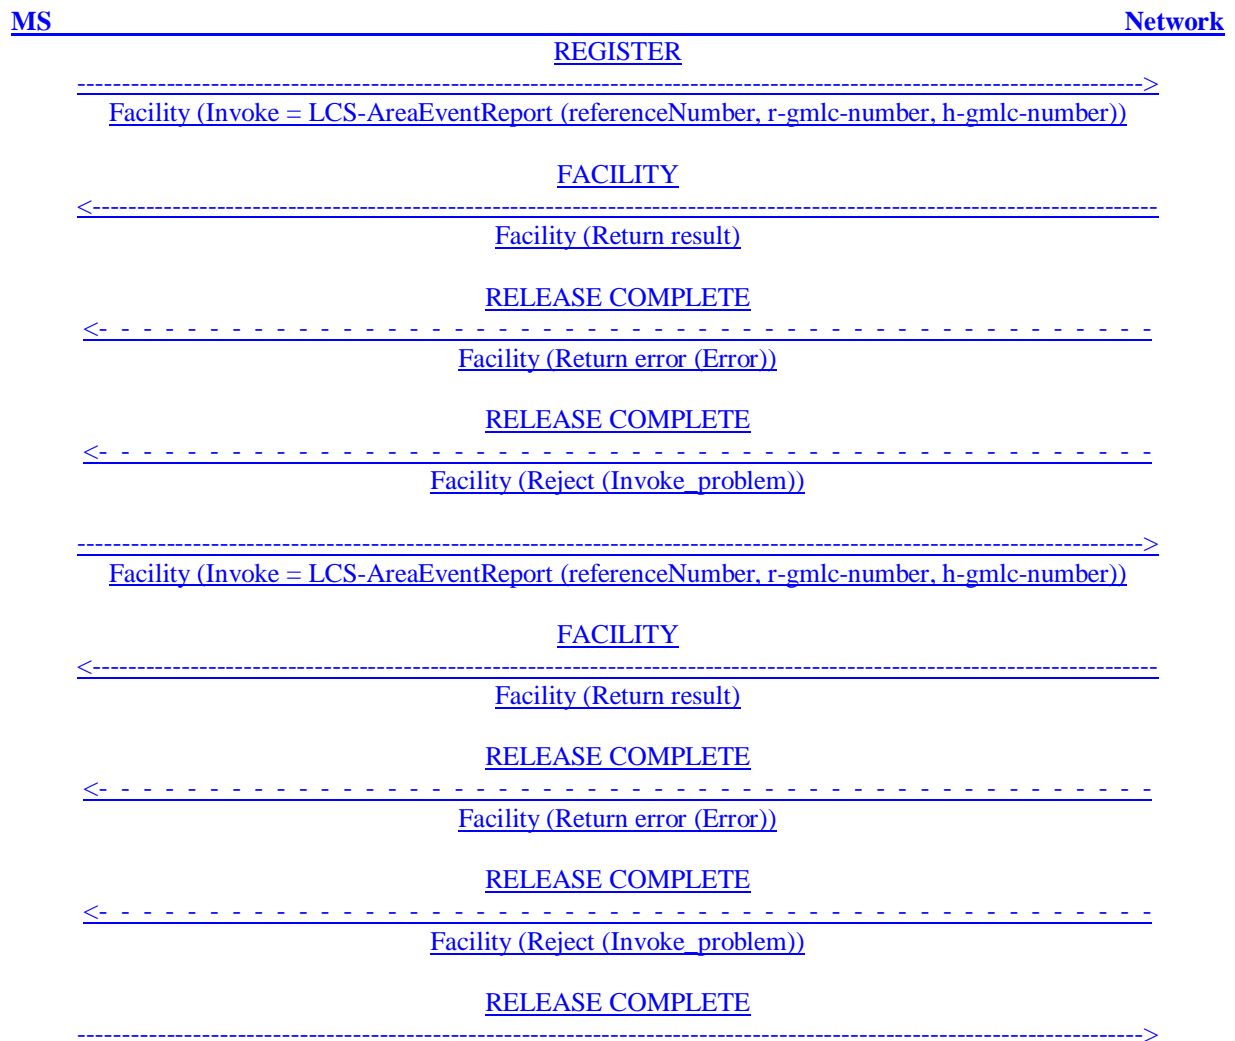 MS Network
REGISTER
------------------------------------------------------------------------------------------------------------------------>
Facility (Invoke = LCS-AreaEventReport (referenceNumber, r-gmlc-number, h-gmlc-number))
FACILITY
<------------------------------------------------------------------------------------------------------------------------
Facility (Return result)
RELEASE COMPLETE
<- - - - - - - - - - - - - - - - - - - - - - - - - - - - - - - - - - - - - - - - - - - - - - - -
Facility (Return error (Error))
RELEASE COMPLETE
<- - - - - - - - - - - - - - - - - - - - - - - - - - - - - - - - - - - - - - - - - - - - - - - -
Facility (Reject (Invoke_problem))
------------------------------------------------------------------------------------------------------------------------>
Facility (Invoke = LCS-AreaEventReport (referenceNumber, r-gmlc-number, h-gmlc-number))
FACILITY
<------------------------------------------------------------------------------------------------------------------------
Facility (Return result)
RELEASE COMPLETE
<- - - - - - - - - - - - - - - - - - - - - - - - - - - - - - - - - - - - - - - - - - - - - - - -
Facility (Return error (Error))
RELEASE COMPLETE
<- - - - - - - - - - - - - - - - - - - - - - - - - - - - - - - - - - - - - - - - - - - - - - - -
Facility (Reject (Invoke_problem))
RELEASE COMPLETE
------------------------------------------------------------------------------------------------------------------------>